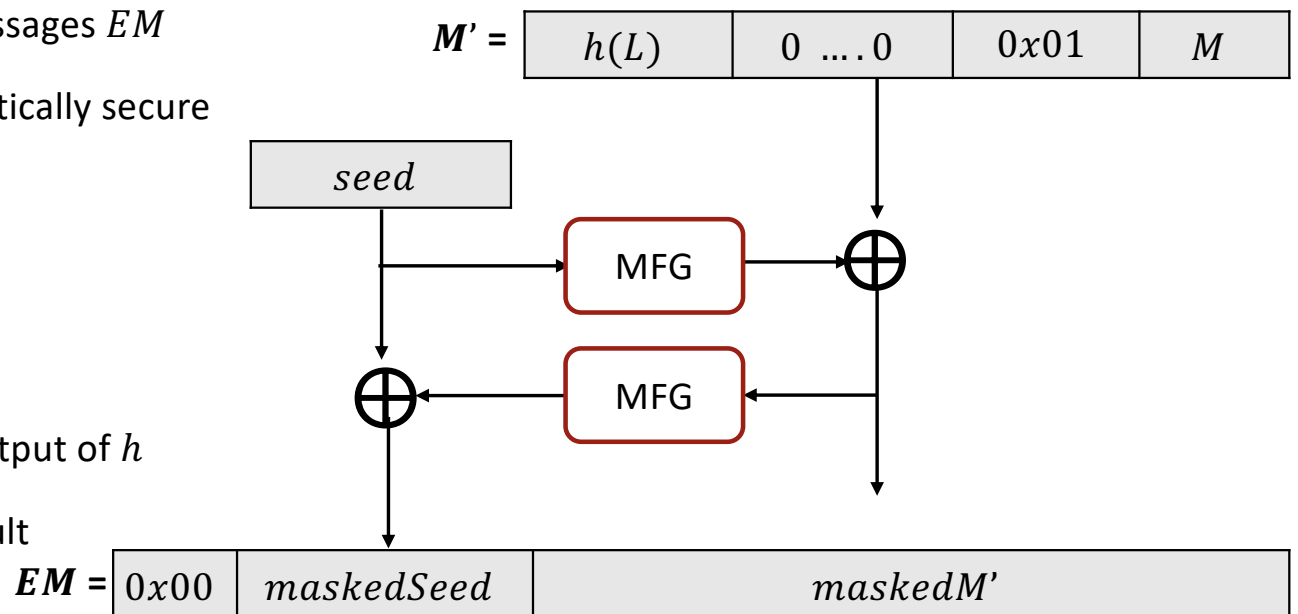 ssages EM
M' = h(L) 0 ....0 0x01 M
tically secure
seed
MFG
MFG
tput of h
ult
EM = 0x00 maskedSeed maskedM'